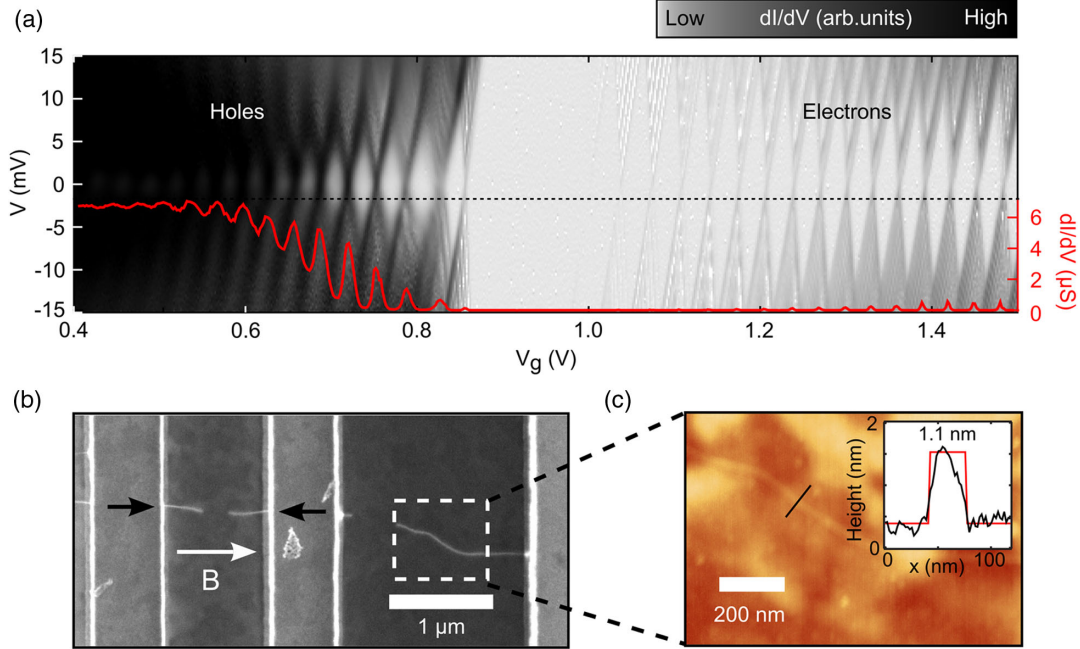 (a)
Low dI/dV (arb.units) High
15
10
5
0
-5
-10
-15
V (mV)
Holes
Electrons
6
4
2
0
dI/dV (µS)
0.4 0.6 0.8 1.0 1.2 1.4
Vg (V)
(b)
B
1 µm
(c)
200 nm
2
0
Height (nm)
1.1 nm
0 100
x (nm)